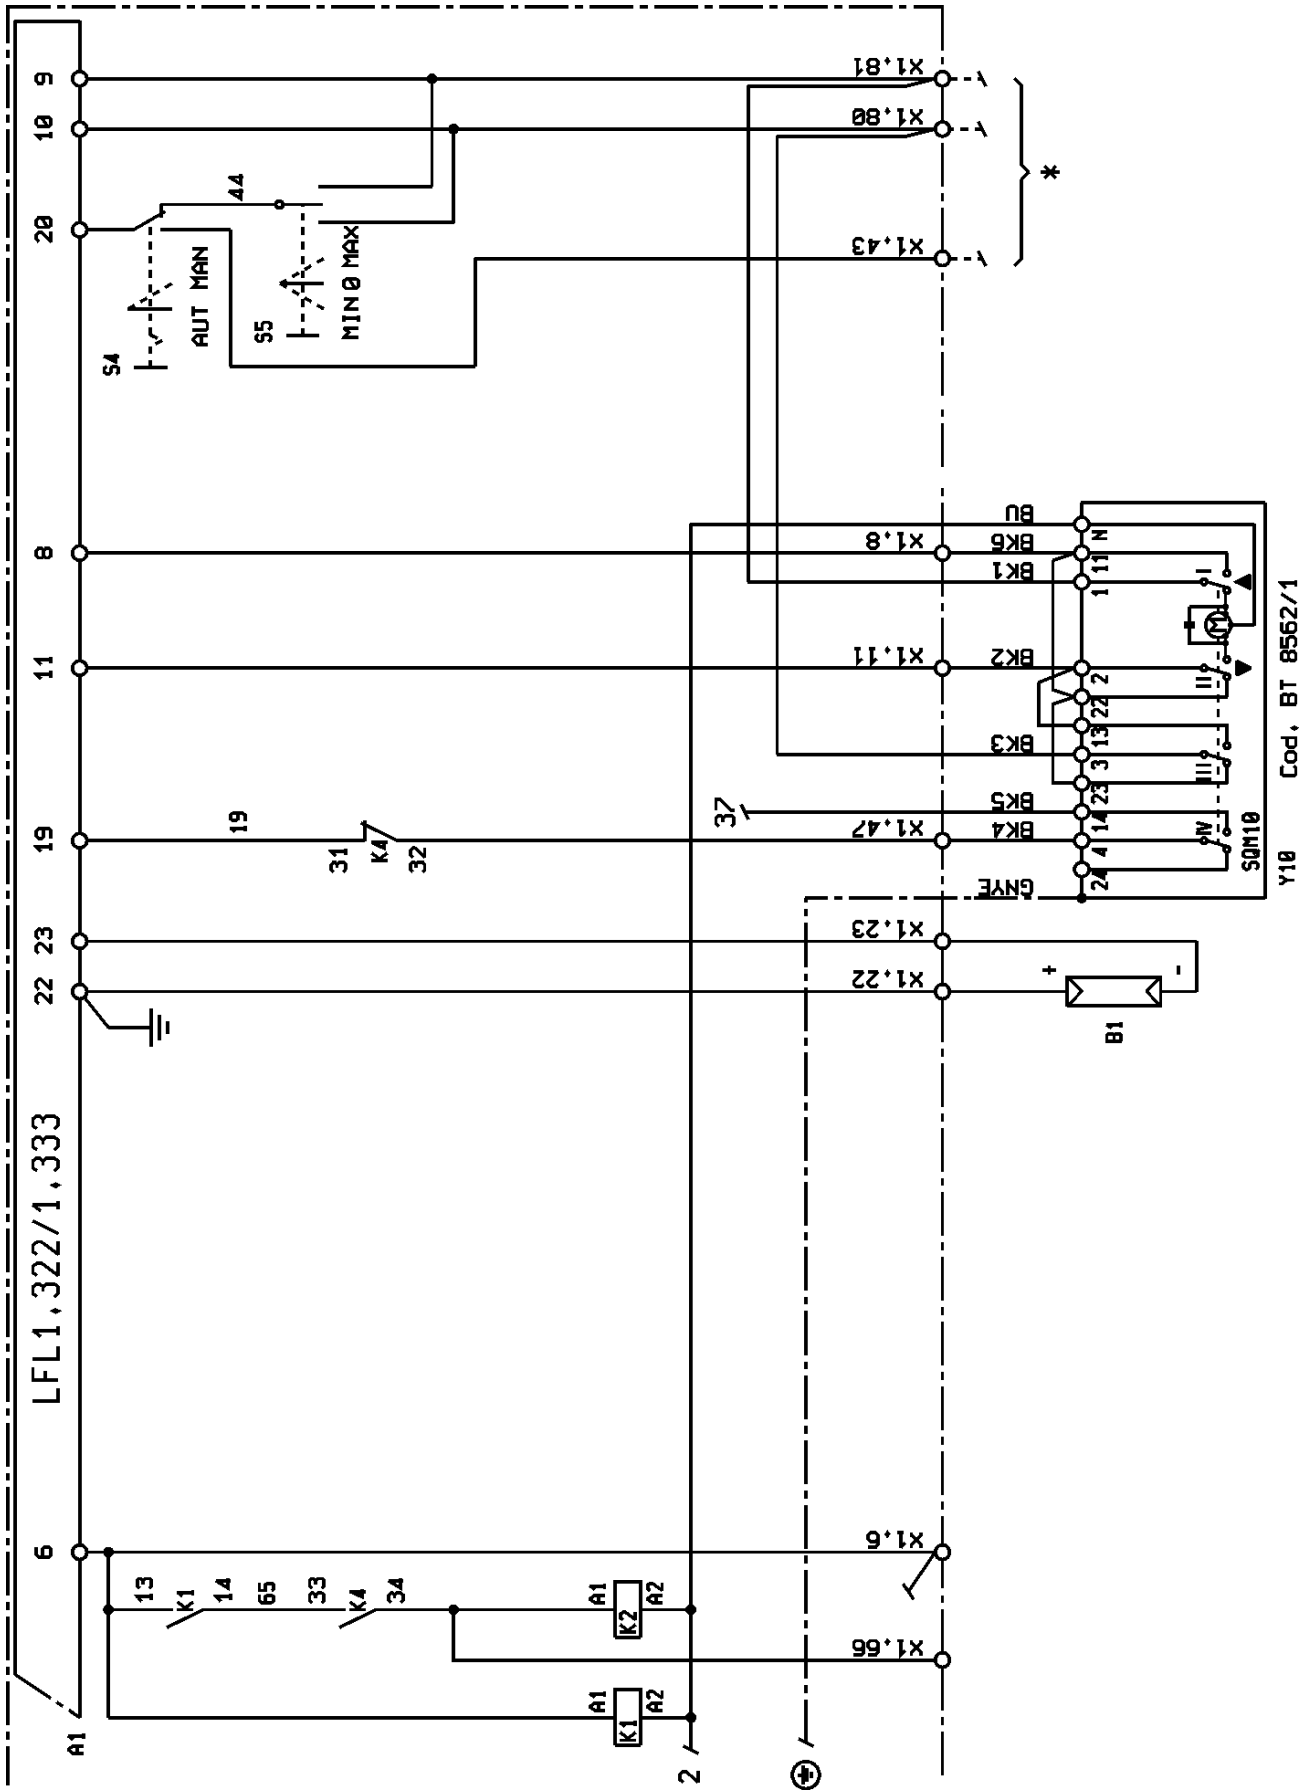 A1
LFL1.322/1.333
6
22
23
19
11
8
20
10
9
13
K1
14
65
33
K4
34
A1
K2
A2
A1
K1
A2
2
31
K4
32
19
37
S4
AUT MAN
S5
MIN 0 MAX
44
X1.66
X1.6
X1.22
X1.23
X1.47
X1.11
X1.8
X1.43
X1.80
X1.81
*
GNYE
BK4
BK5
BK3
BK2
BK1
BK6
BU
24
4
14
23
3
13
22
2
1
11
N
IV
III
II
I
M
SQM10
Y10
Cod. BT 8562/1
B1
+
-